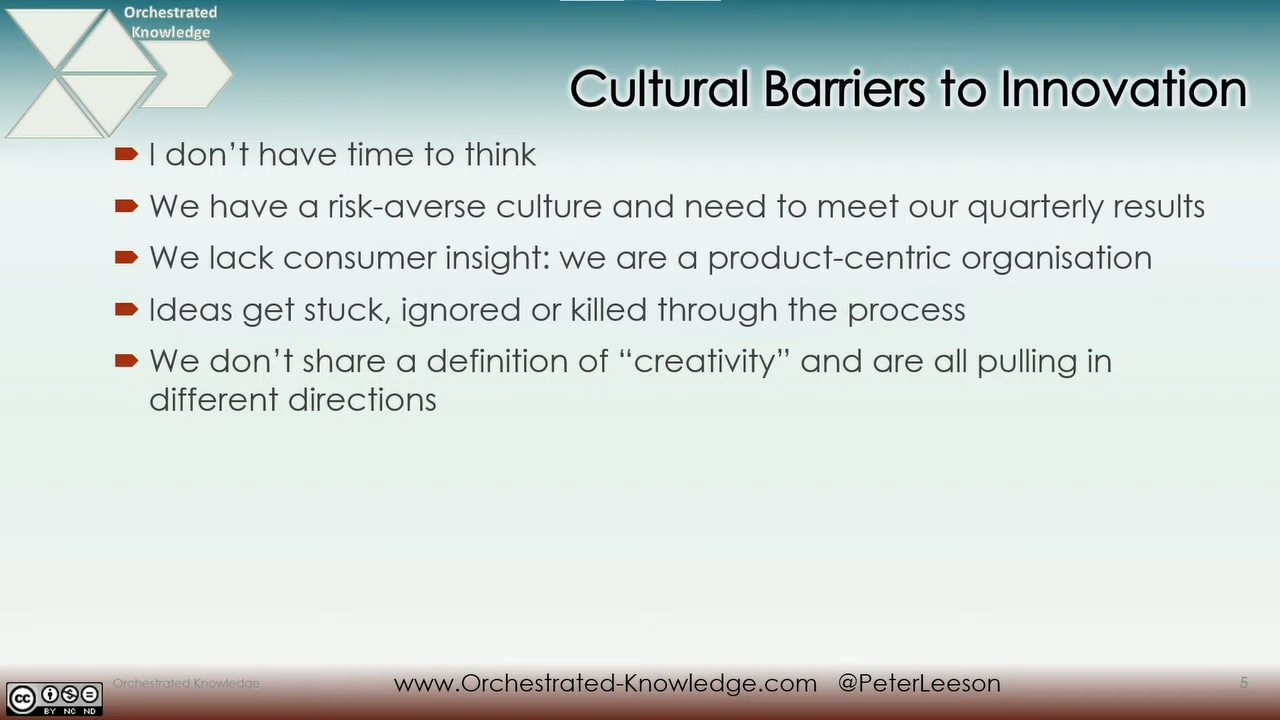 Orchestrated
Knowledge
Cultural Barriers to Innovation
I don’t have time to think
We have a risk-averse culture and need to meet our quarterly results
We lack consumer insight: we are a product-centric organisation
Ideas get stuck, ignored or killed through the process
We don’t share a definition of “creativity” and are all pulling in
different directions
cc
BY NC ND
Orchestrated Knowledge
www.Orchestrated-Knowledge.com @PeterLeeson
5